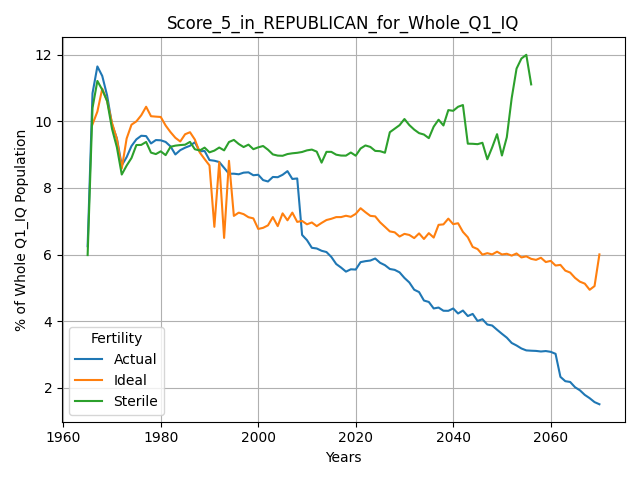 Score_5_in_REPUBLICAN_for_Whole_Q1_IQ
% of Whole Q1_IQ Population
12
10
8
6
4
2
Fertility
Actual
Ideal
Sterile
1960
1980
2000
2020
2040
2060
Years